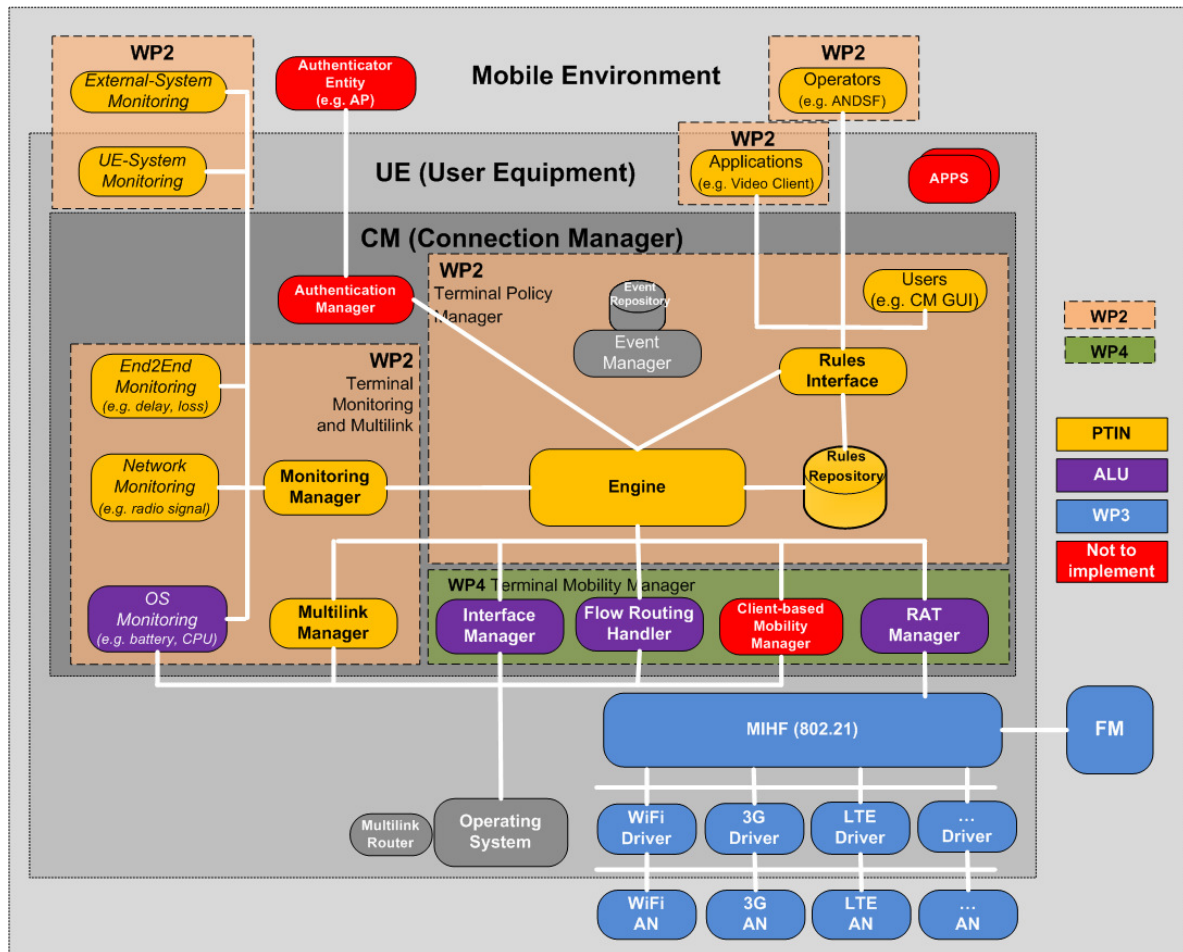 WP2
External-System
Monitoring
UE-System
Monitoring
Authenticator
Entity
(e.g. AP)
Mobile Environment
WP2
Operators
(e.g. ANDSF)
WP2
Applications
(e.g. Video Client)
UE (User Equipment)
APPS
CM (Connection Manager)
Authentication
Manager
WP2
Terminal Policy
Manager
Event
Repository
Event
Manager
Users
(e.g. CM GUI)
Rules
Interface
WP2
Terminal
Monitoring
and Multilink
End2End
Monitoring
(e.g. delay, loss)
Network
Monitoring
(e.g. radio signal)
Monitoring
Manager
Engine
Rules
Repository
OS
Monitoring
(e.g. battery, CPU)
Multilink
Manager
WP4 Terminal Mobility Manager
Interface
Manager
Flow Routing
Handler
Client-based
Mobility
Manager
RAT
Manager
MIHF (802.21)
FM
Multilink
Router
Operating
System
WiFi
Driver
3G
Driver
LTE
Driver
...
Driver
WiFi
AN
3G
AN
LTE
AN
...
AN
WP2
WP4
PTIN
ALU
WP3
Not to
implement